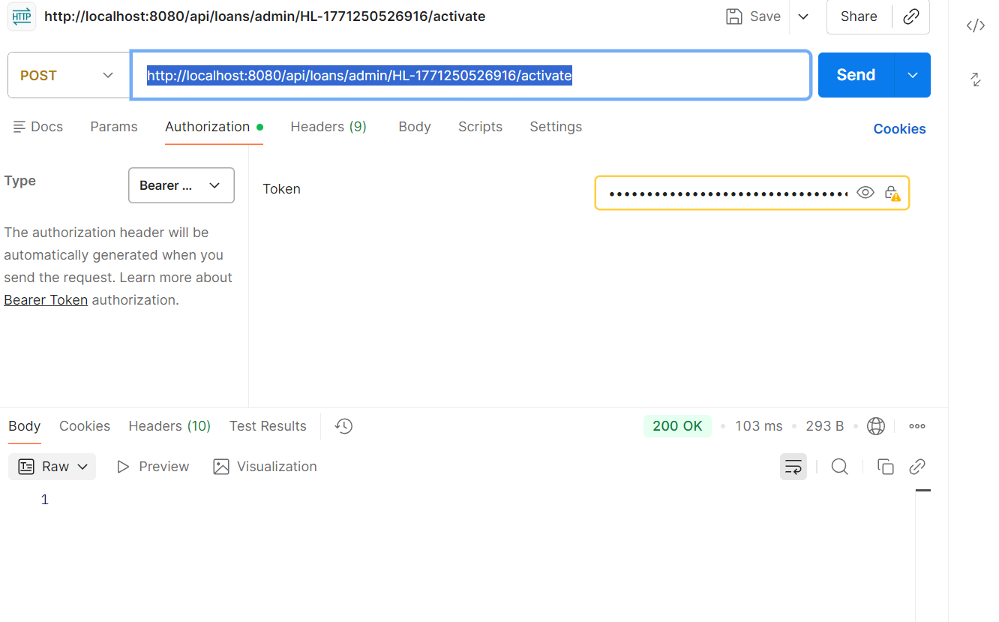 HTTP http://localhost:8080/api/loans/admin/HL-1771250526916/activate Save Share
POST http://localhost:8080/api/loans/admin/HL-1771250526916/activate Send
Docs Params Authorization Headers (9) Body Scripts Settings Cookies
Type Bearer ... Token ••••••••••••••••••••••••••••••••
The authorization header will be
automatically generated when you
send the request. Learn more about
Bearer Token authorization.
Body Cookies Headers (10) Test Results 200 OK • 103 ms • 293 B •
Raw Preview Visualization
1